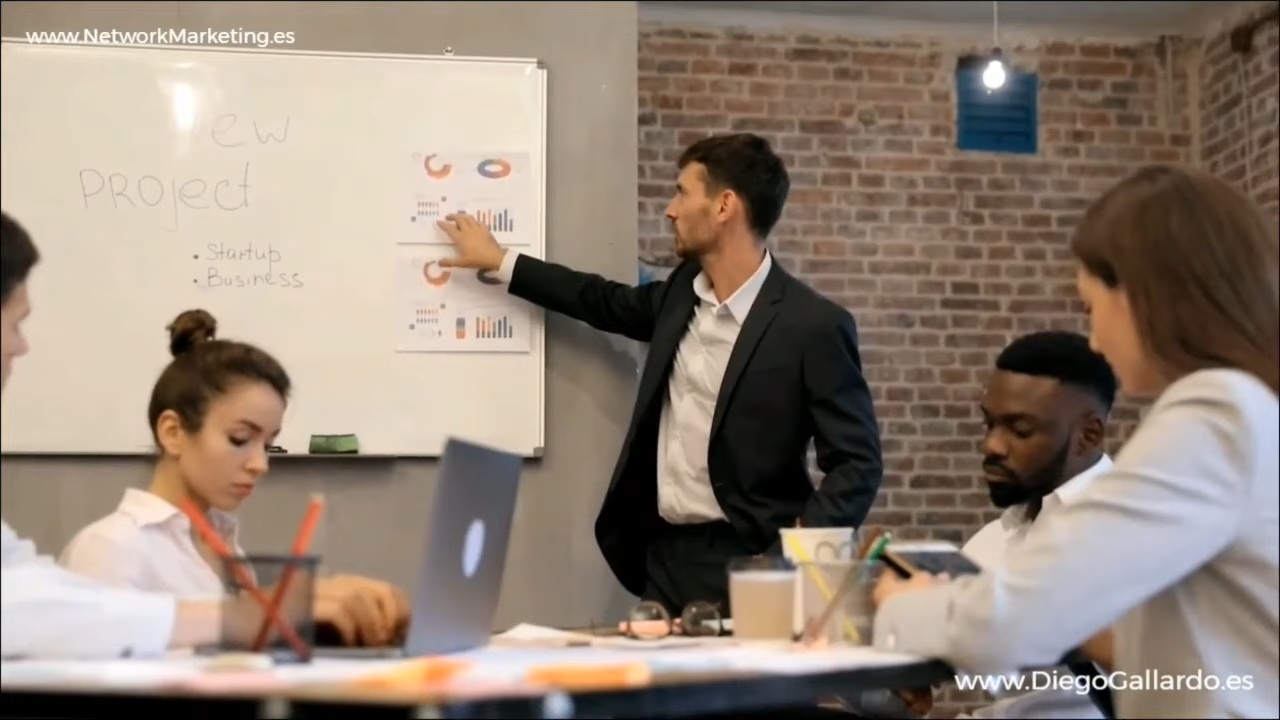 www.NetworkMarketing.es
ew
PROject
• Startup
• Business
www.DiegoGallardo.es